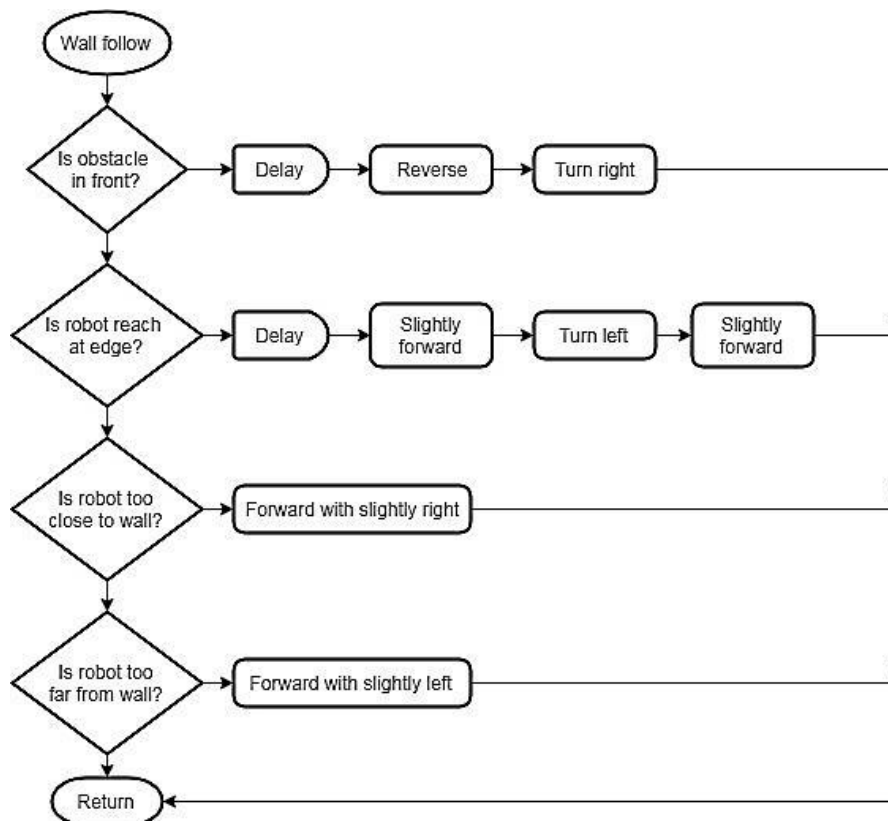 Wall follow
Is obstacle
in front?
Delay
Reverse
Turn right
Is robot reach
at edge?
Delay
Slightly
forward
Turn left
Slightly
forward
Is robot too
close to wall?
Forward with slightly right
Is robot too
far from wall?
Forward with slightly left
Return